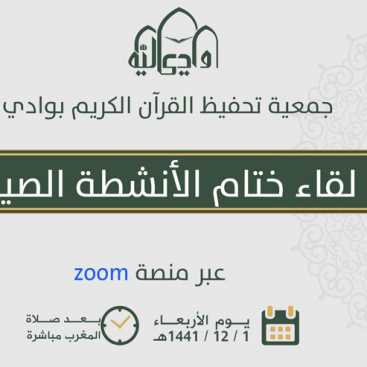 وادي ليّه
جمعية تحفيظ القرآن الكريم بوادي
لقاء ختام الأنشطة الصي
عبر منصة zoom
يوم الأربعاء
1 / 12 / 1441هـ
بعد صلاة
المغرب مباشرة